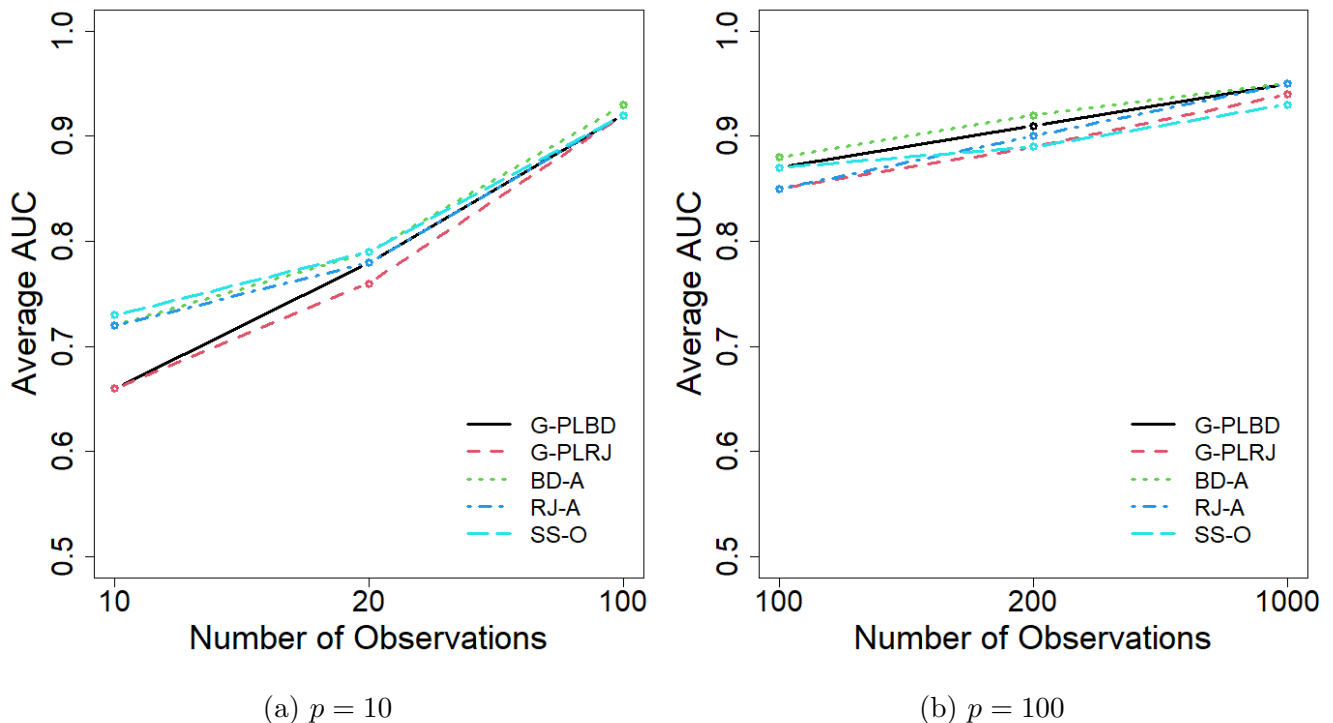 1.0
0.9
0.8
0.7
0.6
0.5
Average AUC
G-PLBD
G-PLRJ
BD-A
RJ-A
SS-O
10 20 100
Number of Observations
(a) p = 10
1.0
0.9
0.8
0.7
0.6
0.5
Average AUC
G-PLBD
G-PLRJ
BD-A
RJ-A
SS-O
100 200 1000
Number of Observations
(b) p = 100